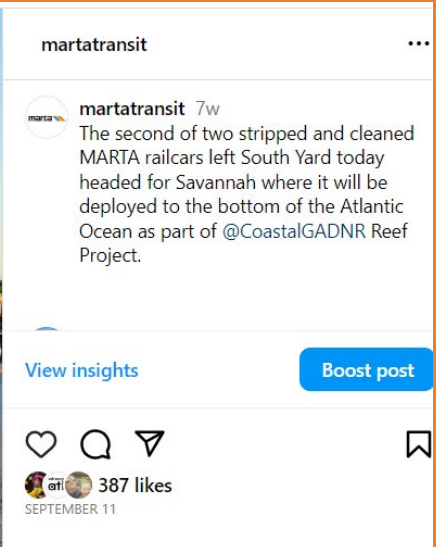 martatransit
marta
martatransit 7w
The second of two stripped and cleaned
MARTA railcars left South Yard today
headed for Savannah where it will be
deployed to the bottom of the Atlantic
Ocean as part of @CoastalGADNR Reef
Project.
View insights
Boost post
atl
387 likes
SEPTEMBER 11